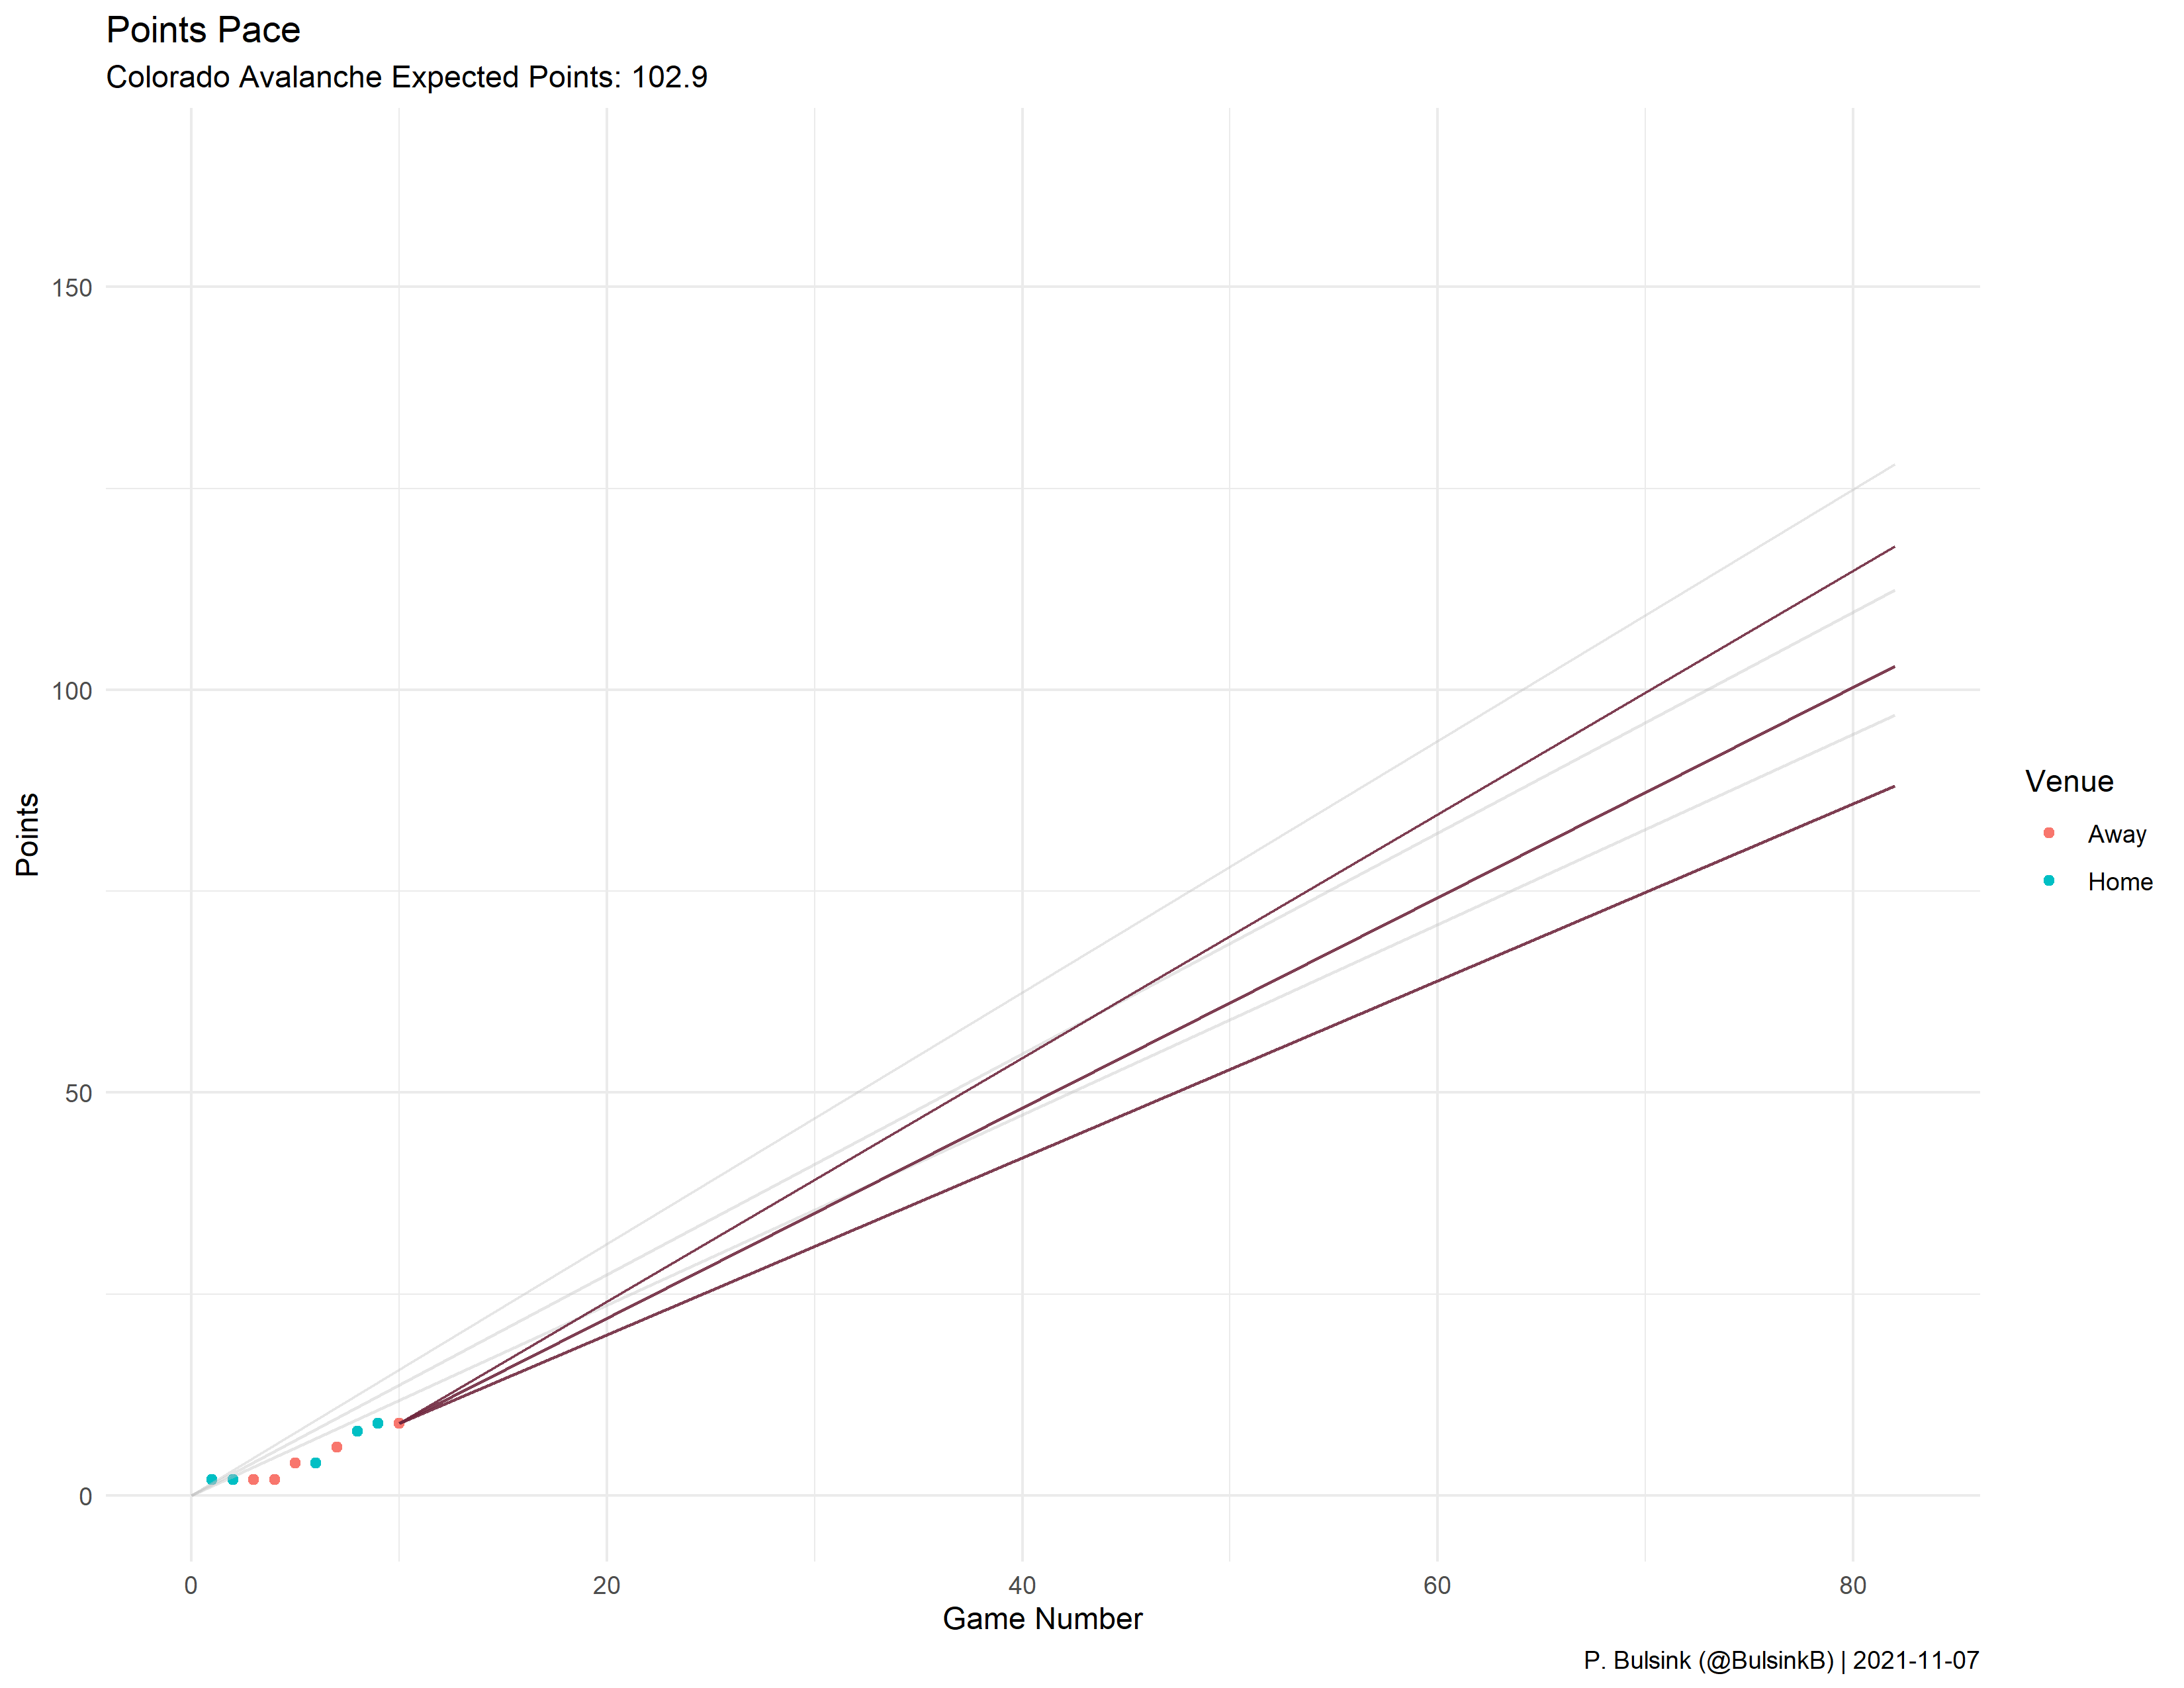 Points Pace
Colorado Avalanche Expected Points: 102.9
150
100
50
0
Points
0 20 40 60 80
Game Number
Venue
Away
Home
P. Bulsink (@BulsinkB) | 2021-11-07